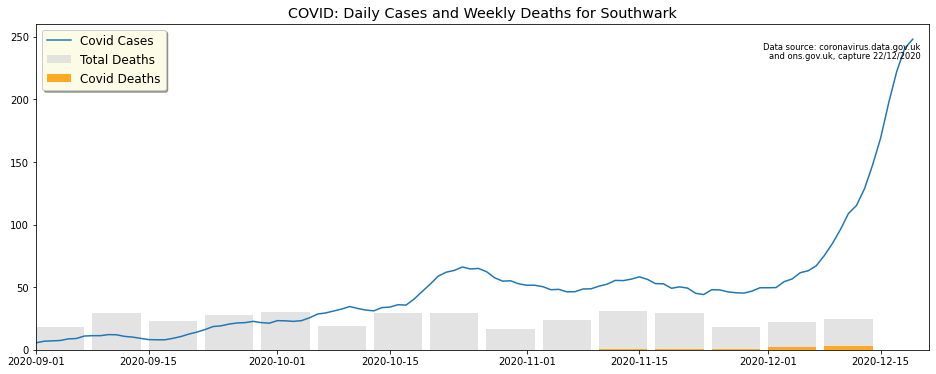 COVID: Daily Cases and Weekly Deaths for Southwark
Covid Cases
Total Deaths
Covid Deaths
Data source: coronavirus.data.gov.uk
and ons.gov.uk, capture 22/12/2020
250
200
150
100
50
0
2020-09-01
2020-09-15
2020-10-01
2020-10-15
2020-11-01
2020-11-15
2020-12-01
2020-12-15